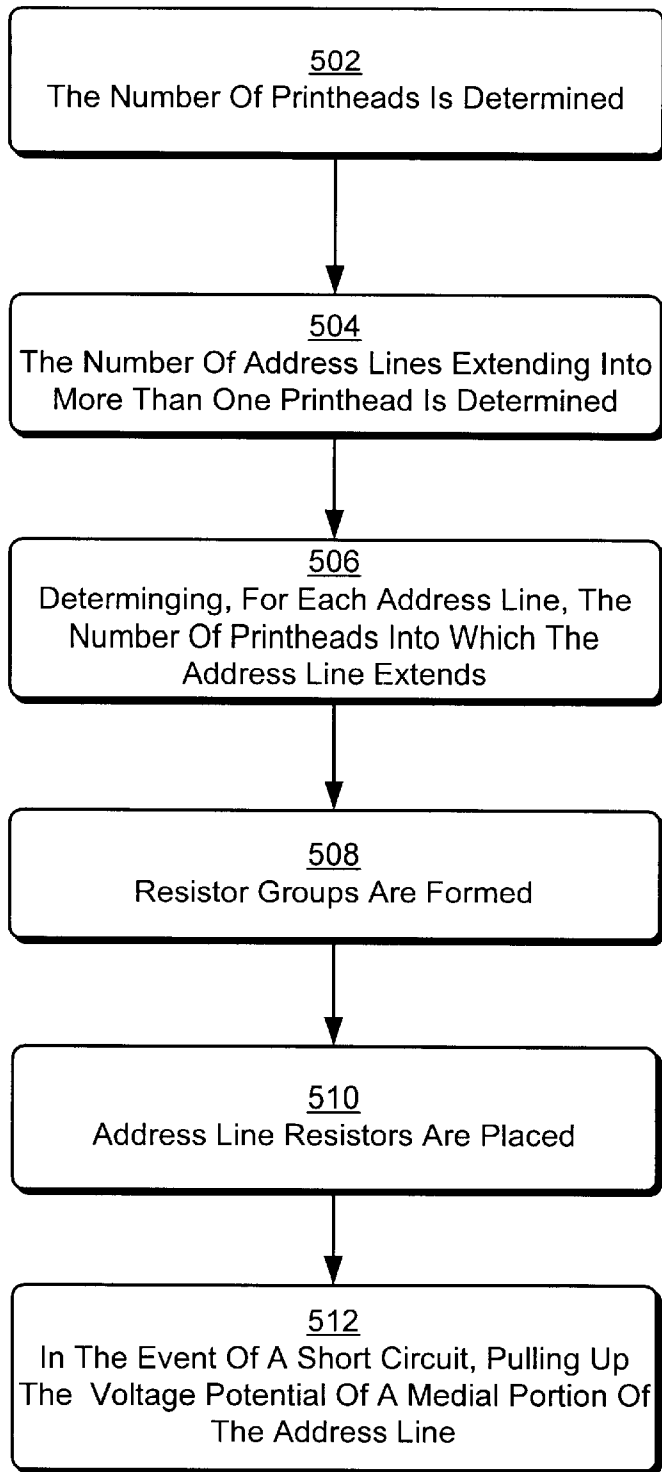 502
The Number Of Printheads Is Determined
504
The Number Of Address Lines Extending Into
More Than One Printhead Is Determined
506
Determinging, For Each Address Line, The
Number Of Printheads Into Which The
Address Line Extends
508
Resistor Groups Are Formed
510
Address Line Resistors Are Placed
512
In The Event Of A Short Circuit, Pulling Up
The Voltage Potential Of A Medial Portion Of
The Address Line